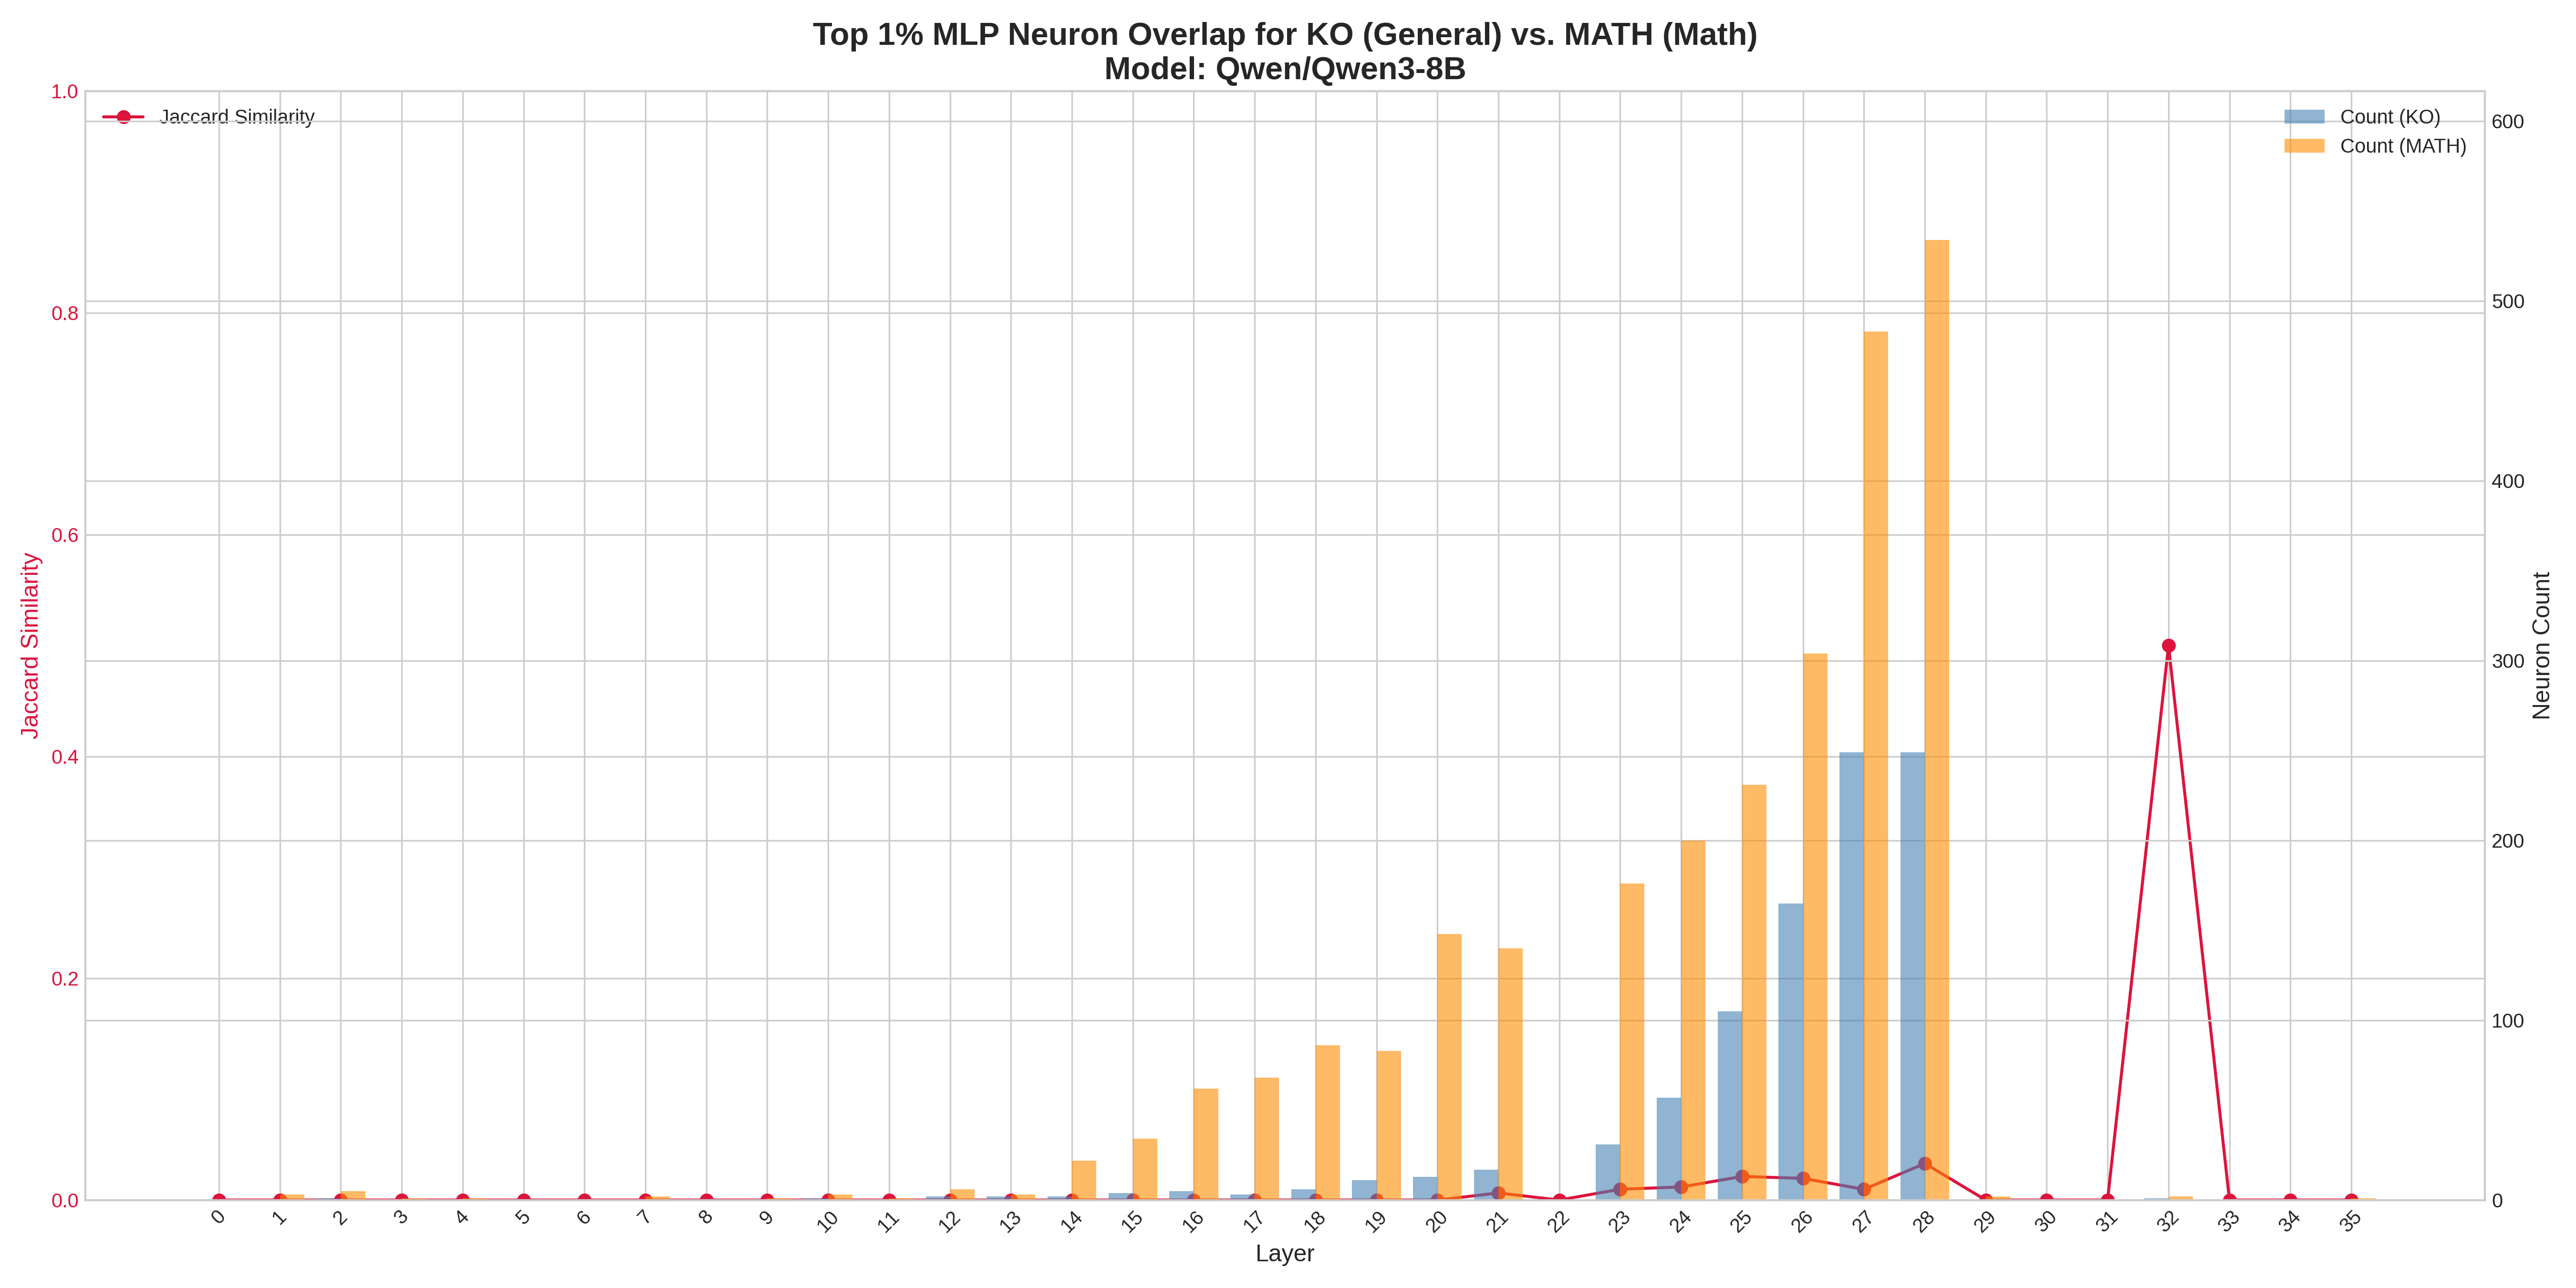 Top 1% MLP Neuron Overlap for KO (General) vs. MATH (Math)
Model: Qwen/Qwen3-8B
Jaccard Similarity
Count (KO)
Count (MATH)
Jaccard Similarity
1.0
0.8
0.6
0.4
0.2
0.0
600
500
400
300
200
100
0
Neuron Count
0 1 2 3 4 5 6 7 8 9 10 11 12 13 14 15 16 17 18 19 20 21 22 23 24 25 26 27 28 29 30 31 32 33 34 35
Layer